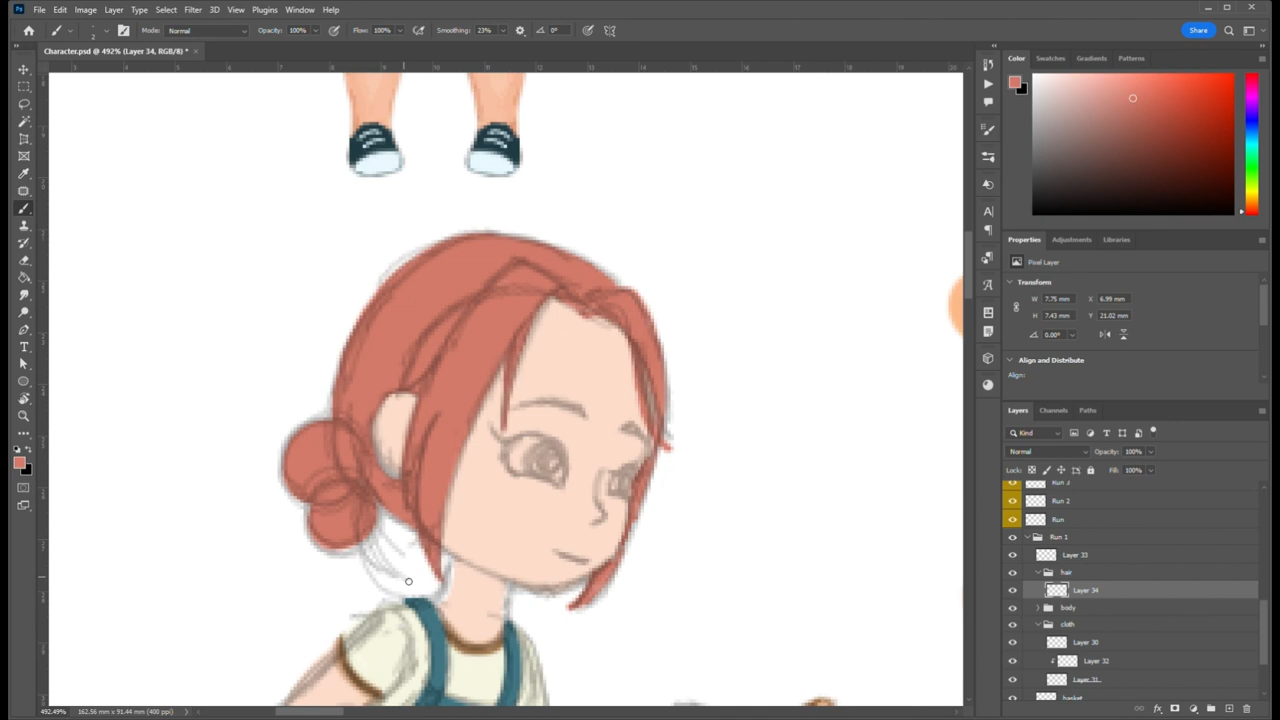 Ps File Edit Image Layer Type Select Filter 3D View Plugins Window Help
2 Mode: Normal Opacity: 100% Flow: 100% Smoothing: 23% 0° Share
Character.psd @ 492% (Layer 34, RGB/8) * ×
Color Swatches Gradients Patterns
Properties Adjustments Libraries
Pixel Layer
Transform
W 7.75 mm X 6.99 mm
H 7.43 mm Y 21.02 mm
0.00°
Align and Distribute
Align:
Layers Channels Paths
Kind
Normal Opacity: 100%
Lock: Fill: 100%
Run 3
Run 2
Run
Run 1
Layer 33
hair
Layer 34
body
cloth
Layer 30
Layer 32
Layer 31
basket
492.49% 162.56 mm x 91.44 mm (400 ppi)